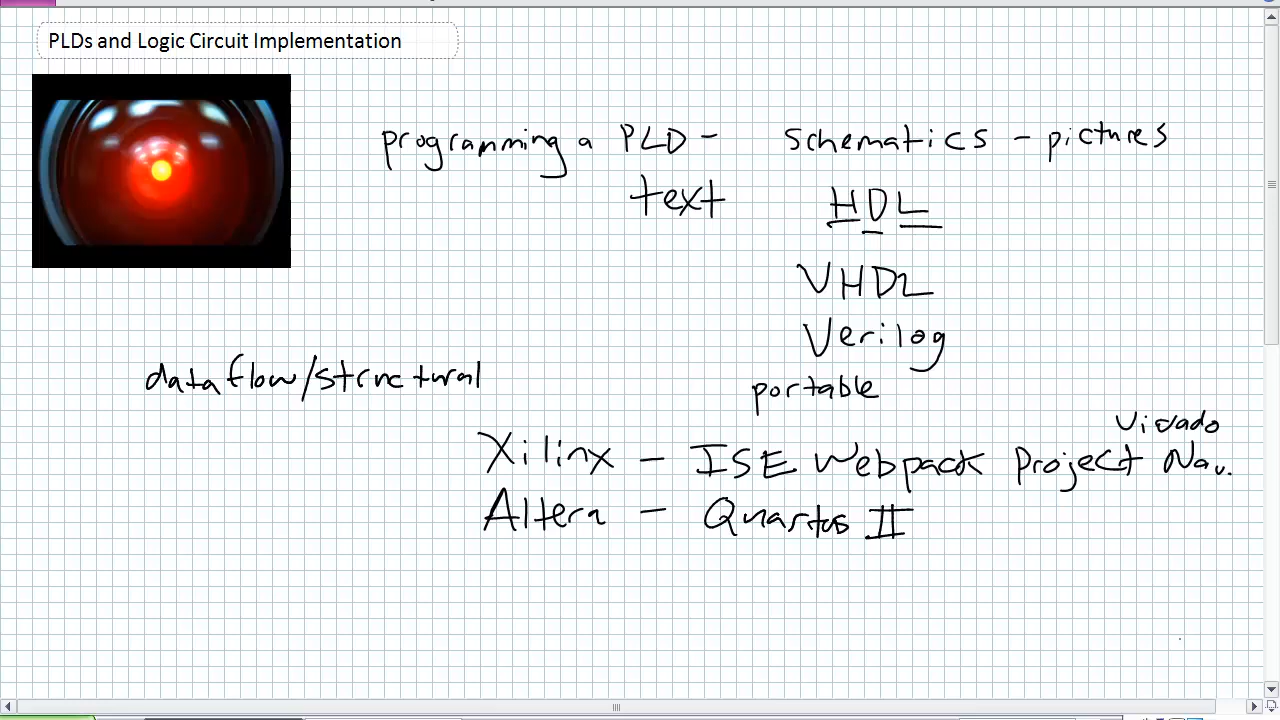 PLDs and Logic Circuit Implementation
programming a PLD - schematics - pictures
text HDL
VHDL
Verilog
dataflow/structural
portable
Vivado
Xilinx - ISE Webpack Project Nav.
Altera - Quartus II